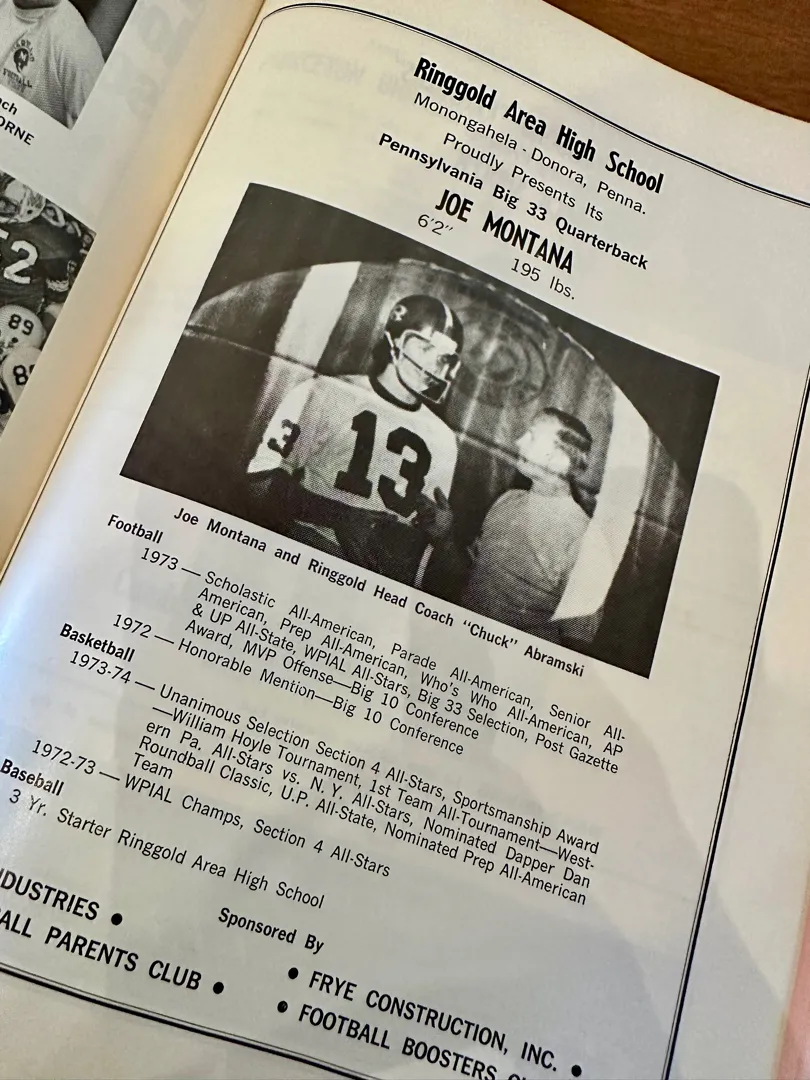 ch
ORNE
52
89
8
Ringgold Area High School
Monongahela - Donora, Penna.
Proudly Presents Its
Pennsylvania Big 33 Quarterback
JOE MONTANA
6'2" 195 lbs.
R
3
13
Joe Montana and Ringgold Head Coach "Chuck" Abramski
Football
1973 — Scholastic All-American, Parade All-American, Senior All-
American, Prep All-American, Who's Who All-American, AP
& UP All-State, WPIAL All-Stars, Big 33 Selection, Post Gazette
Award, MVP Offense—Big 10 Conference
1972 — Honorable Mention—Big 10 Conference
Basketball
1973-74 — Unanimous Selection Section 4 All-Stars, Sportsmanship Award
—William Hoyle Tournament, 1st Team All-Tournament—West-
ern Pa. All-Stars vs. N. Y. All-Stars, Nominated Dapper Dan
Roundball Classic, U.P. All-State, Nominated Prep All-American
Team
1972-73 — WPIAL Champs, Section 4 All-Stars
Baseball
3 Yr. Starter Ringgold Area High School
Sponsored By
DUSTRIES •
• FRYE CONSTRUCTION, INC. •
ALL PARENTS CLUB •
• FOOTBALL BOOSTERS